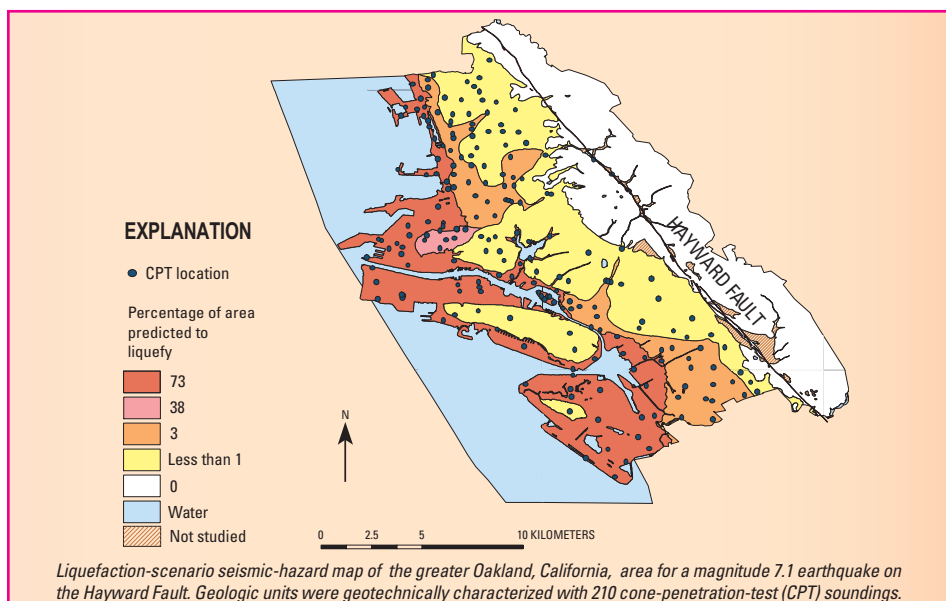 HAYWARD FAULT
EXPLANATION
CPT location
Percentage of area
predicted to
liquefy
73
38
3
Less than 1
0
Water
Not studied
N
0 2.5 5 10 KILOMETERS
Liquefaction-scenario seismic-hazard map of the greater Oakland, California, area for a magnitude 7.1 earthquake on
the Hayward Fault. Geologic units were geotechnically characterized with 210 cone-penetration-test (CPT) soundings.